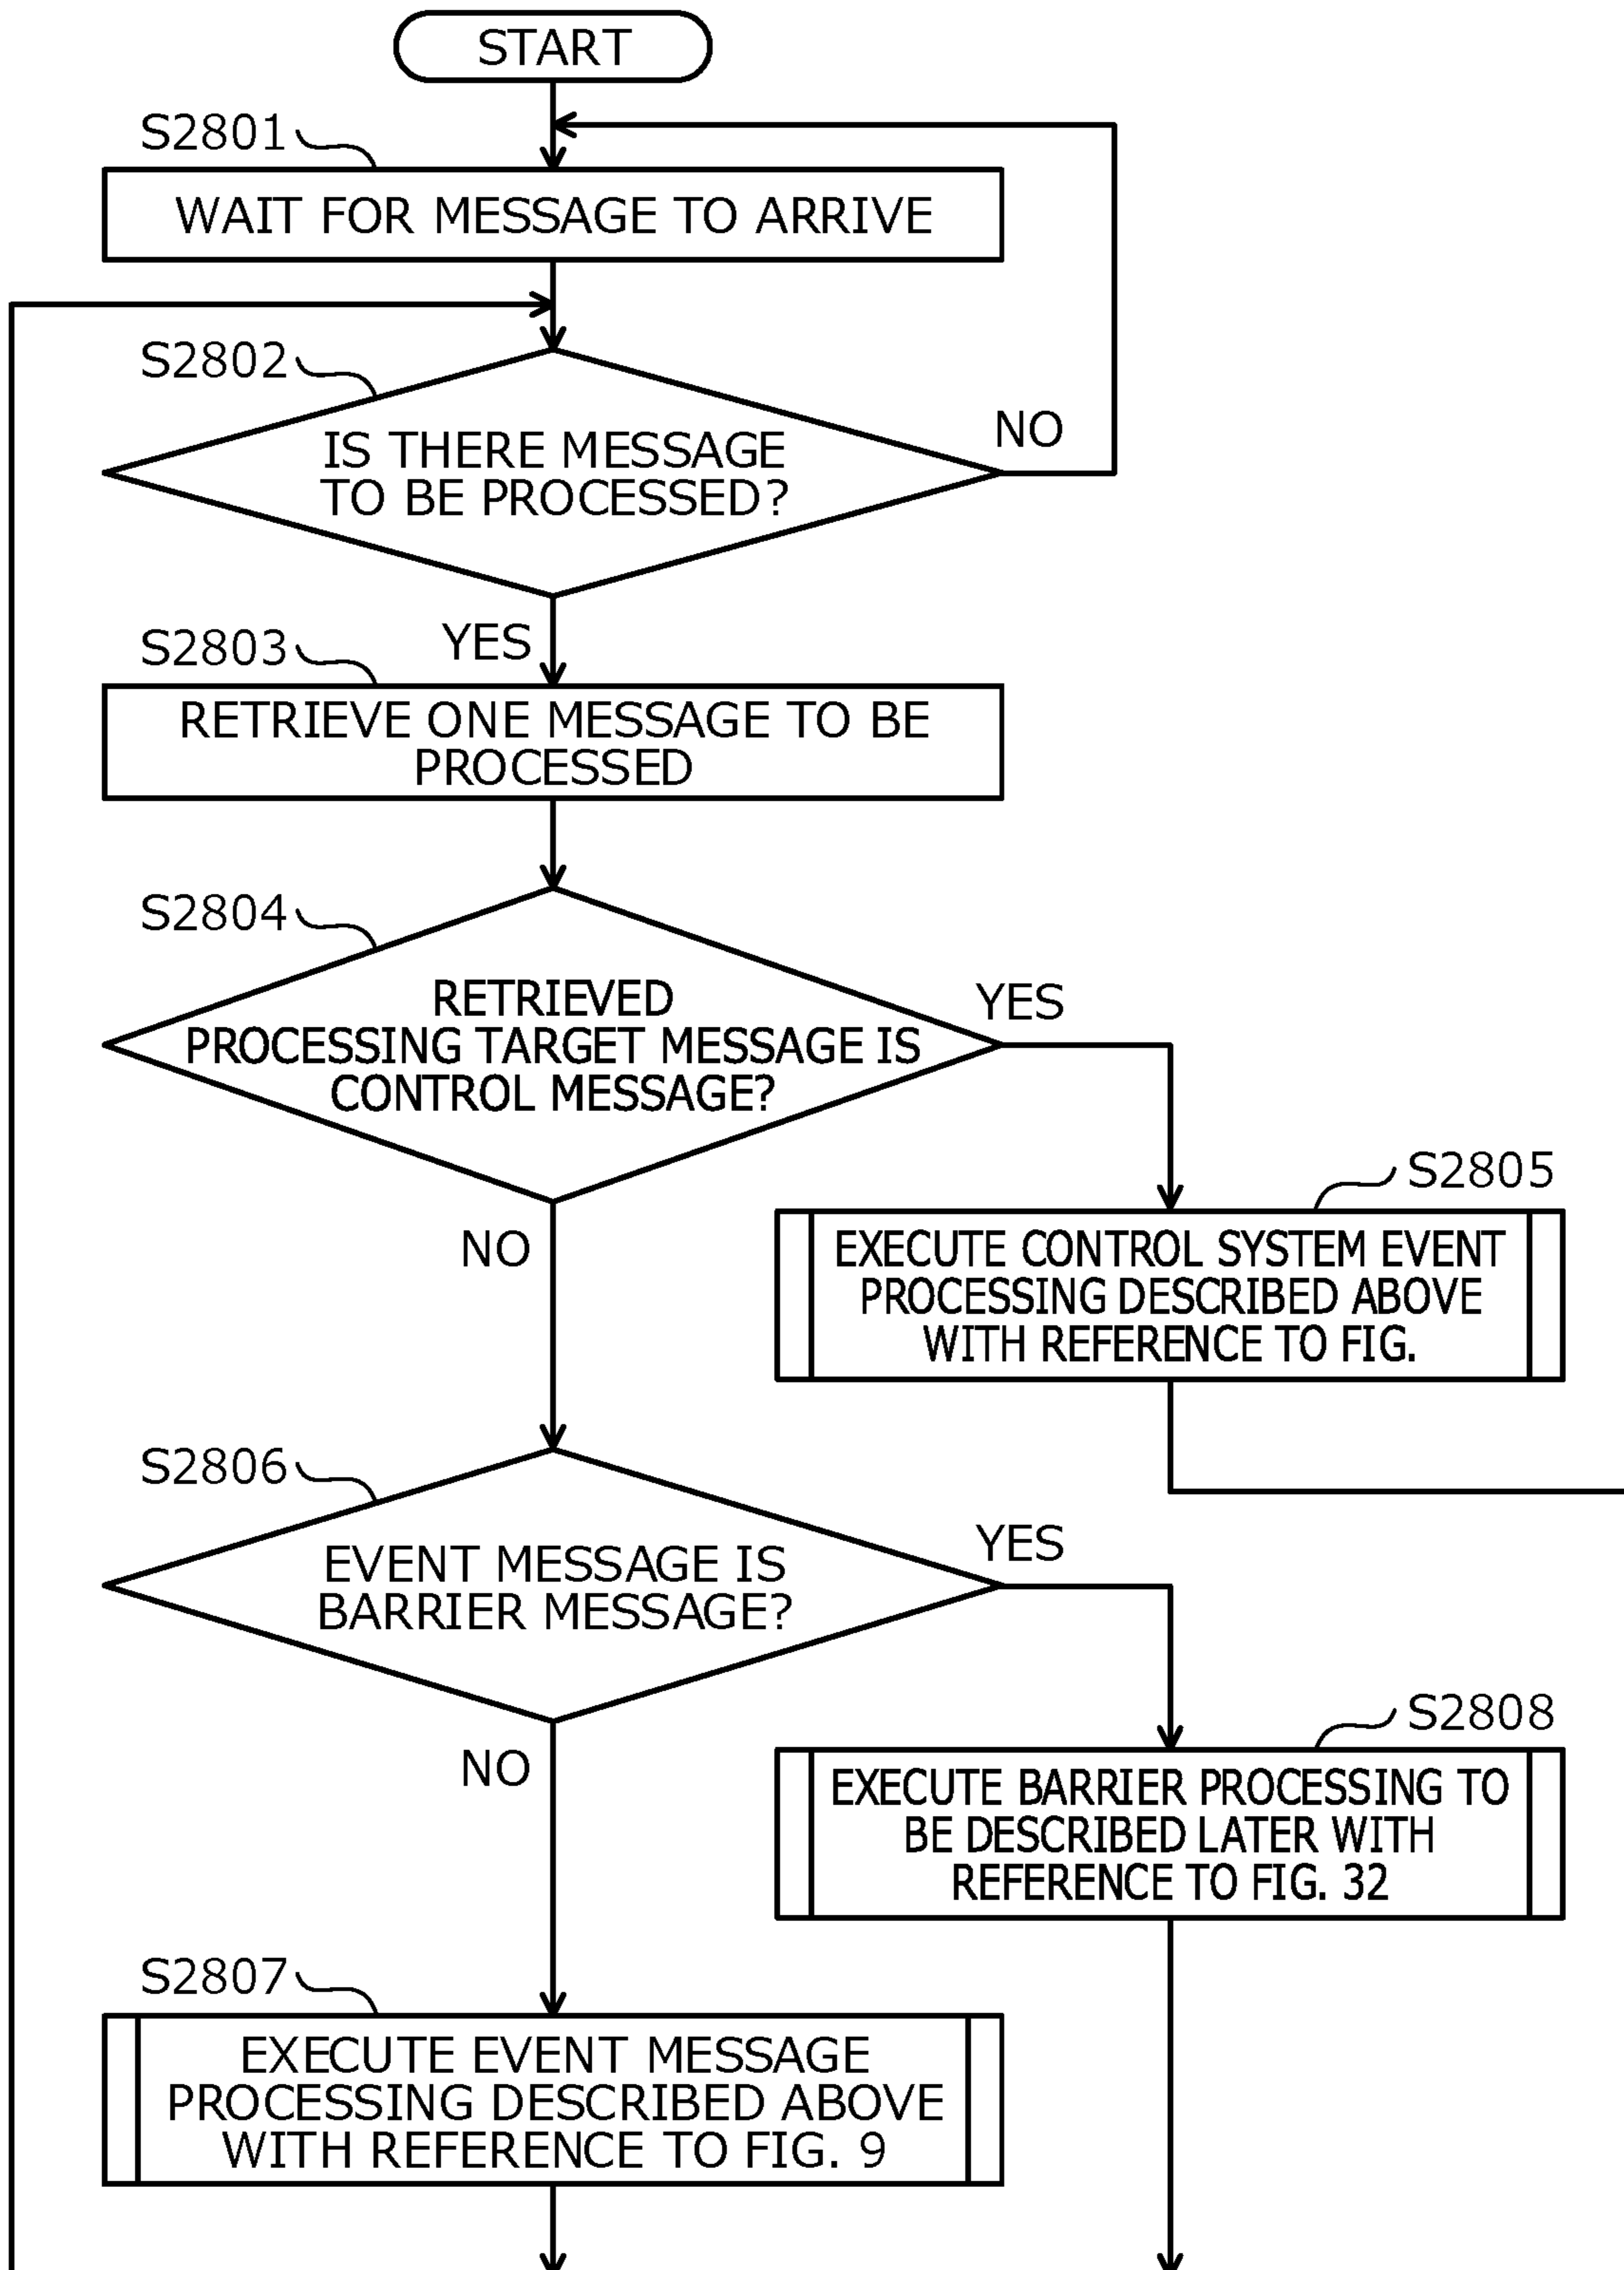 START
S2801
WAIT FOR MESSAGE TO ARRIVE
S2802
IS THERE MESSAGE
TO BE PROCESSED?
NO
YES
S2803
RETRIEVE ONE MESSAGE TO BE
PROCESSED
S2804
RETRIEVED
PROCESSING TARGET MESSAGE IS
CONTROL MESSAGE?
YES
NO
S2805
EXECUTE CONTROL SYSTEM EVENT
PROCESSING DESCRIBED ABOVE
WITH REFERENCE TO FIG.
S2806
EVENT MESSAGE IS
BARRIER MESSAGE?
YES
NO
S2808
EXECUTE BARRIER PROCESSING TO
BE DESCRIBED LATER WITH
REFERENCE TO FIG. 32
S2807
EXECUTE EVENT MESSAGE
PROCESSING DESCRIBED ABOVE
WITH REFERENCE TO FIG. 9